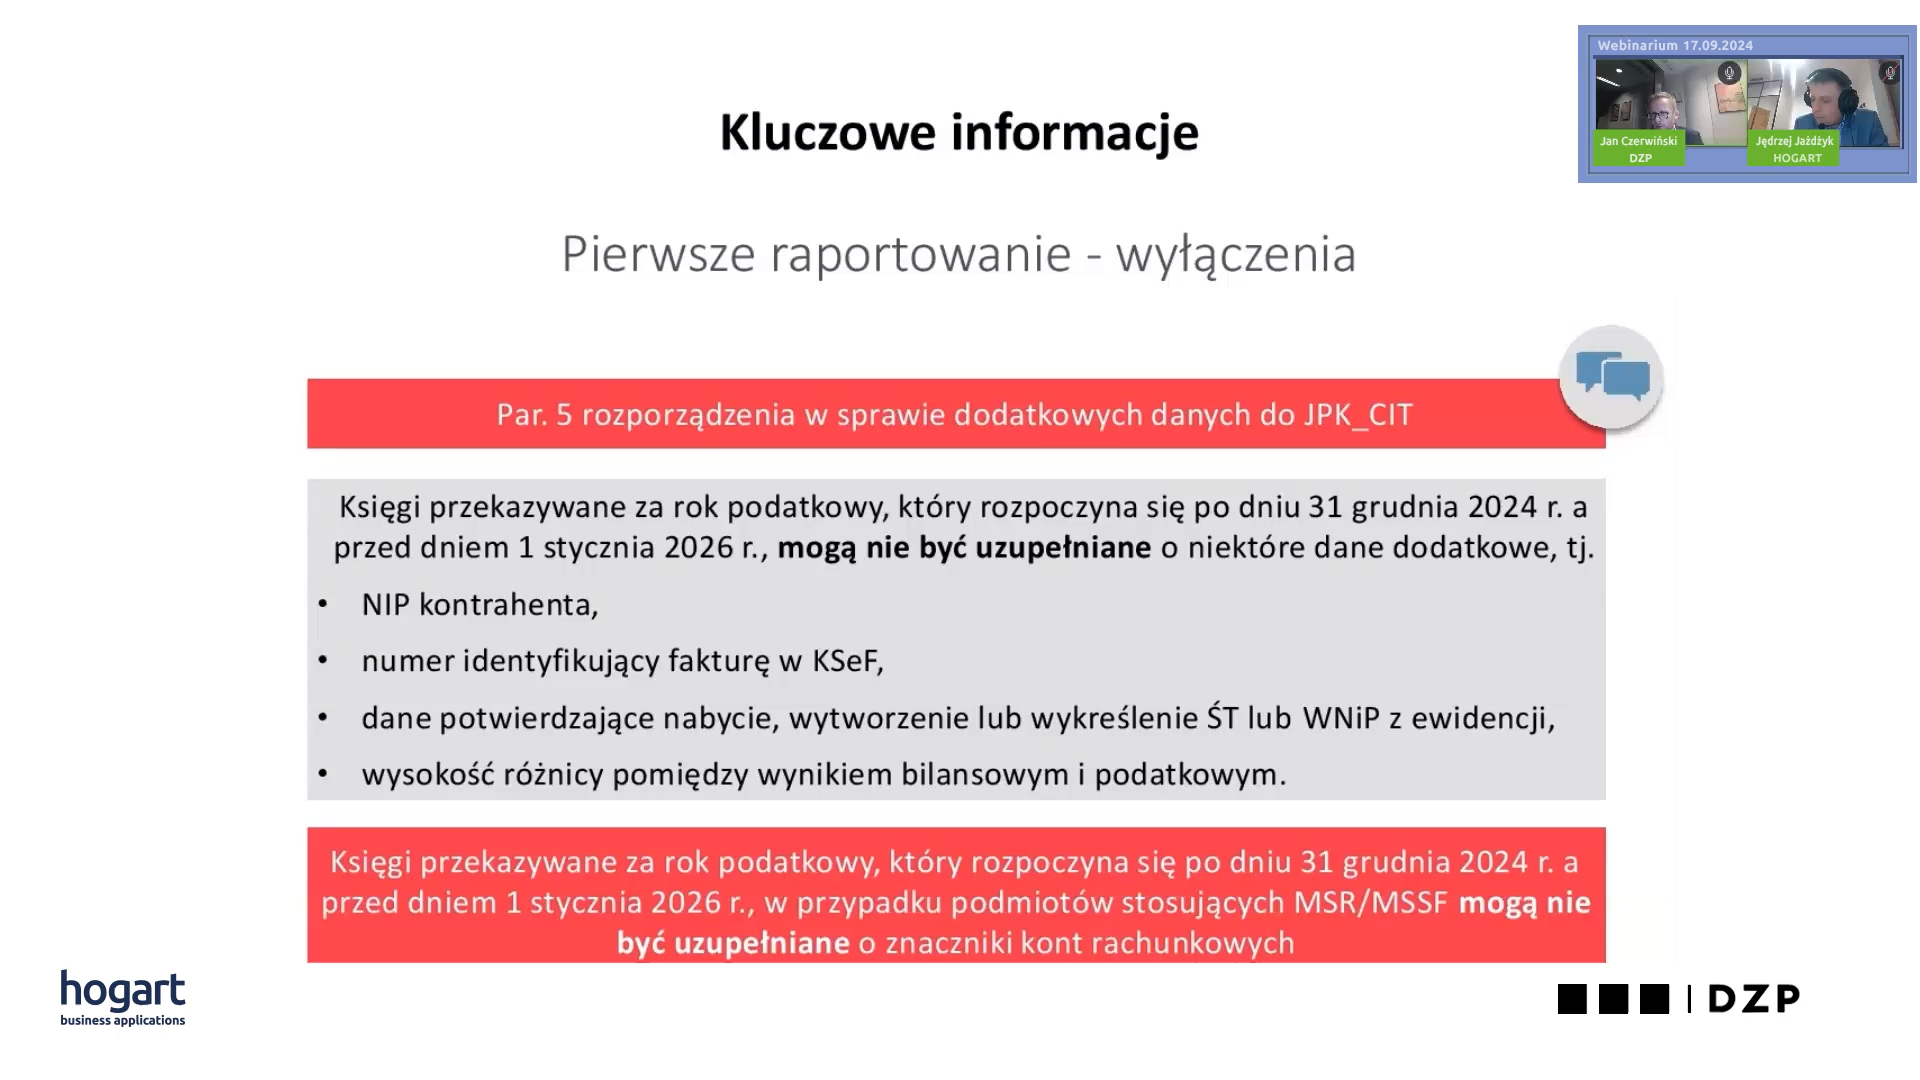 Webinarium 17.09.2024
Jan Czerwiński
DZP
Jędrzej Jażdżyk
HOGART
Kluczowe informacje
Pierwsze raportowanie - wyłączenia
Par. 5 rozporządzenia w sprawie dodatkowych danych do JPK_CIT
Księgi przekazywane za rok podatkowy, który rozpoczyna się po dniu 31 grudnia 2024 r. a
przed dniem 1 stycznia 2026 r., mogą nie być uzupełniane o niektóre dane dodatkowe, tj.
• NIP kontrahenta,
• numer identyfikujący fakturę w KSeF,
• dane potwierdzające nabycie, wytworzenie lub wykreślenie ŚT lub WNiP z ewidencji,
• wysokość różnicy pomiędzy wynikiem bilansowym i podatkowym.
Księgi przekazywane za rok podatkowy, który rozpoczyna się po dniu 31 grudnia 2024 r. a
przed dniem 1 stycznia 2026 r., w przypadku podmiotów stosujących MSR/MSSF mogą nie
być uzupełniane o znaczniki kont rachunkowych
hogart
business applications
DZP